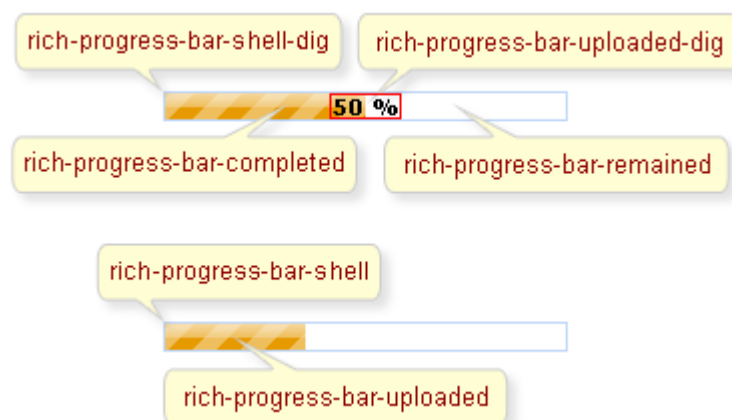 rich-progress-bar-shell-dig
rich-progress-bar-uploaded-dig
50 %
rich-progress-bar-completed
rich-progress-bar-remained
rich-progress-bar-shell
rich-progress-bar-uploaded